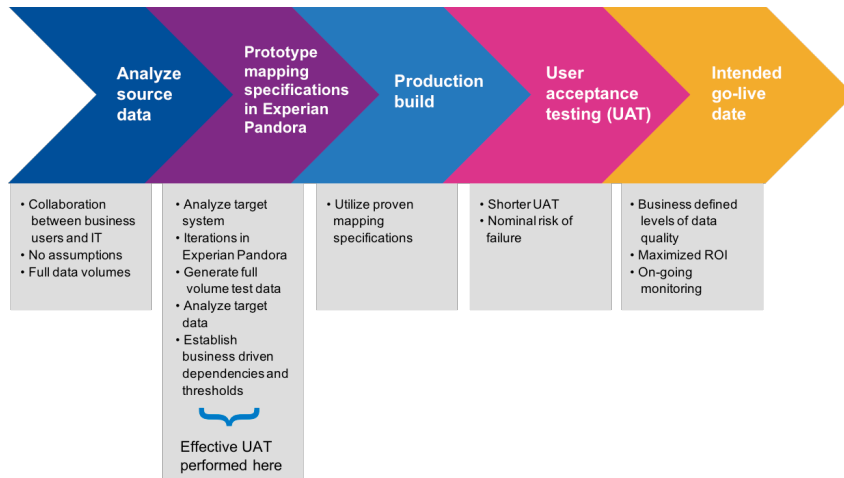 Analyze
source
data
Prototype
mapping
specifications
in Experian
Pandora
Production
build
User
acceptance
testing (UAT)
Intended
go-live
date
• Collaboration
between business
users and IT
• No assumptions
• Full data volumes
• Analyze target
system
• Iterations in
Experian Pandora
• Generate full
volume test data
• Analyze target
data
• Establish
business driven
dependencies and
thresholds
Effective UAT
performed here
• Utilize proven
mapping
specifications
• Shorter UAT
• Nominal risk of
failure
• Business defined
levels of data
quality
• Maximized ROI
• On-going
monitoring